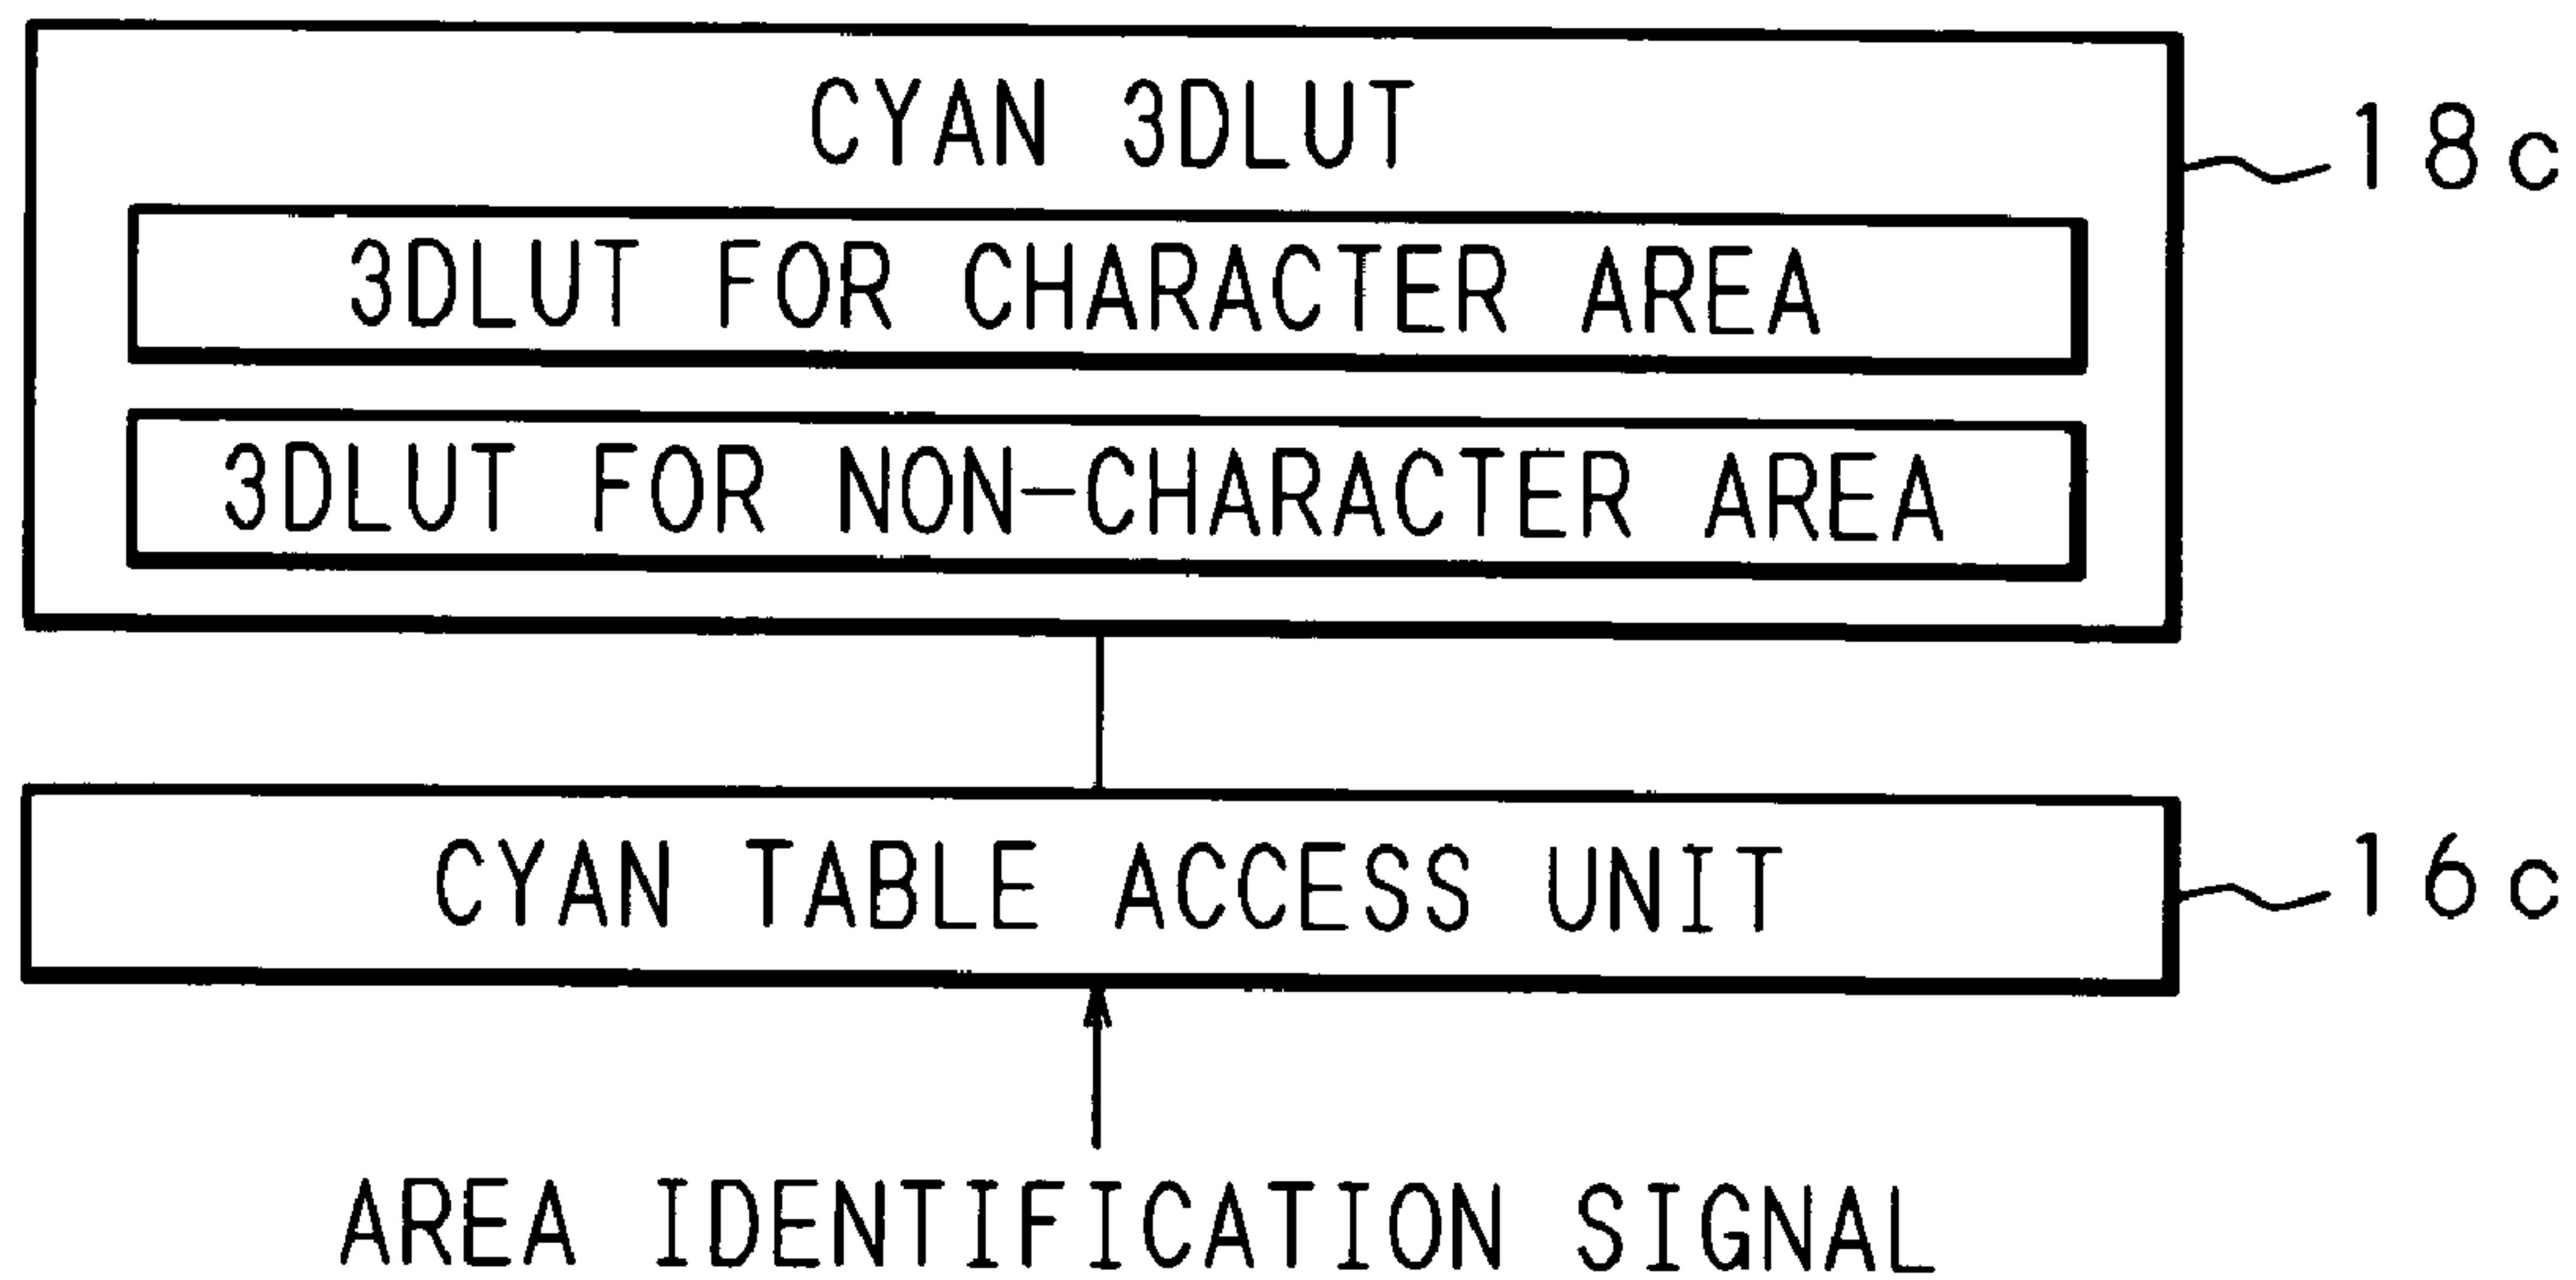 CYAN 3DLUT
18c
3DLUT FOR CHARACTER AREA
3DLUT FOR NON-CHARACTER AREA
CYAN TABLE ACCESS UNIT
16c
AREA IDENTIFICATION SIGNAL